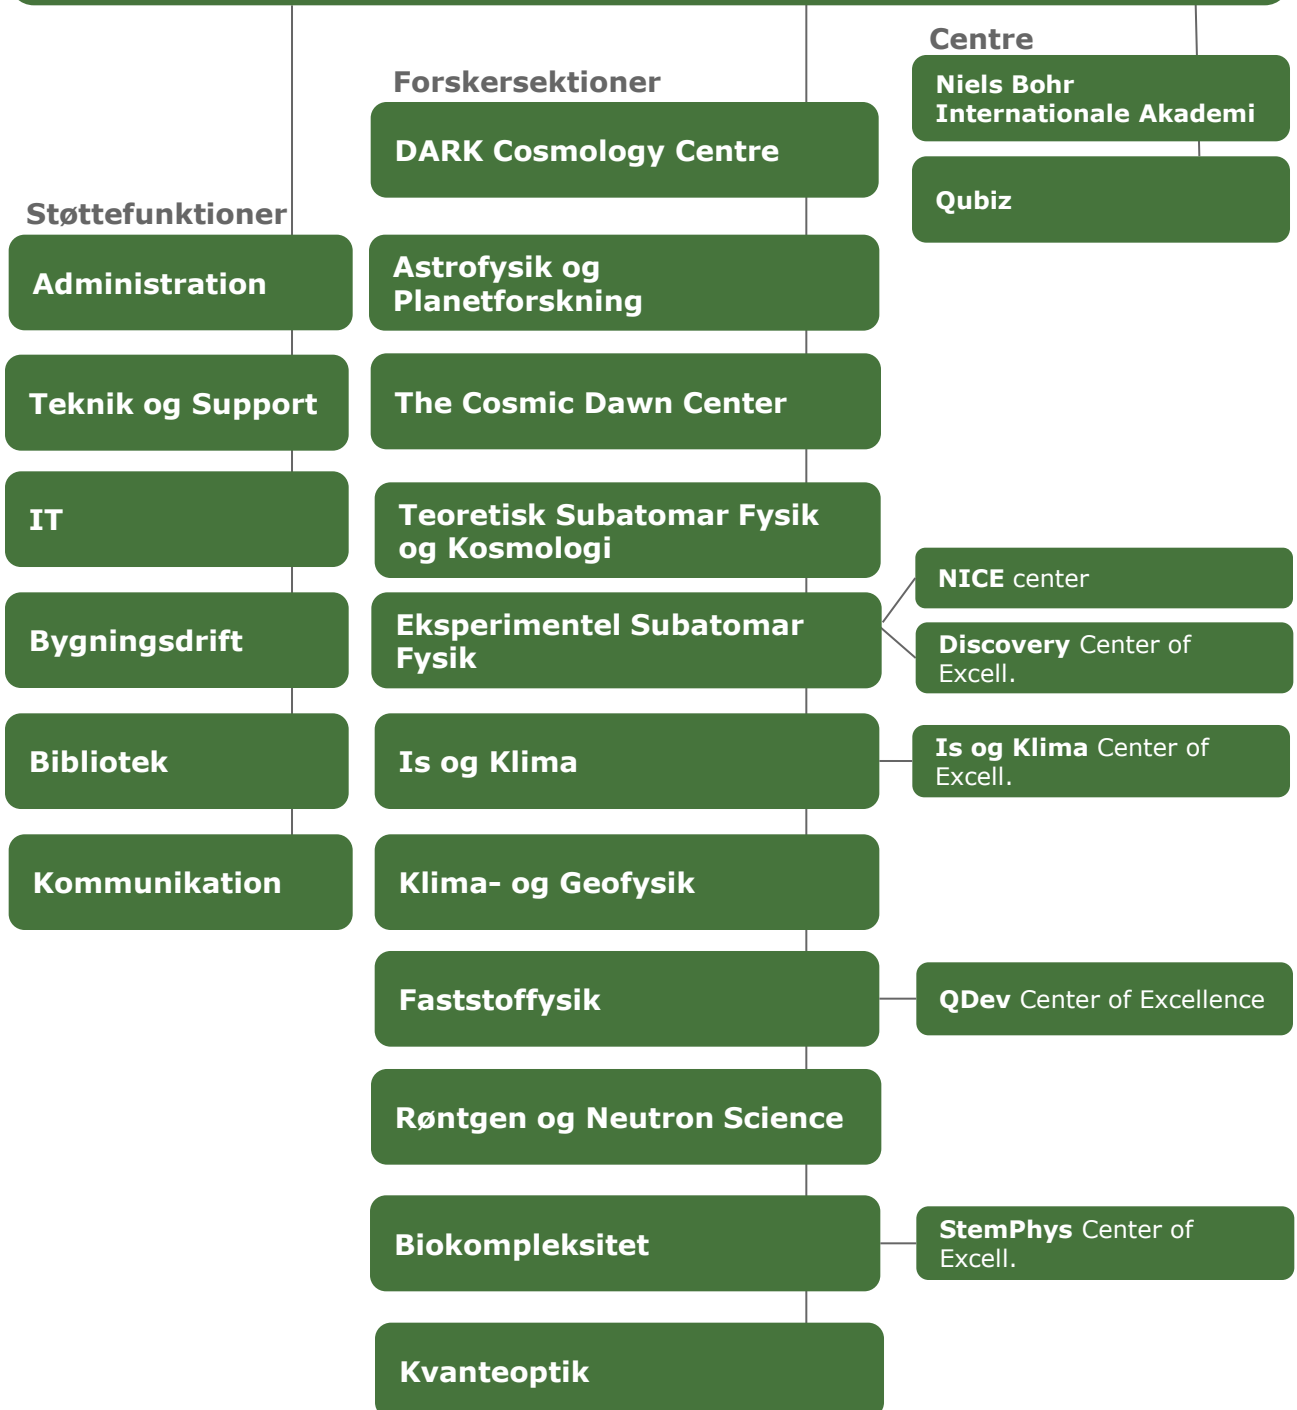 Støttefunktioner
Administration
Teknik og Support
IT
Bygningsdrift
Bibliotek
Kommunikation
Forskersektioner
DARK Cosmology Centre
Astrofysik og
Planetforskning
The Cosmic Dawn Center
Teoretisk Subatomar Fysik
og Kosmologi
Eksperimentel Subatomar
Fysik
Is og Klima
Klima- og Geofysik
Faststoffysik
Røntgen og Neutron Science
Biokompleksitet
Kvanteoptik
Centre
Niels Bohr
Internationale Akademi
Qubiz
NICE center
Discovery Center of
Excell.
Is og Klima Center of
Excell.
QDev Center of Excellence
StemPhys Center of
Excell.